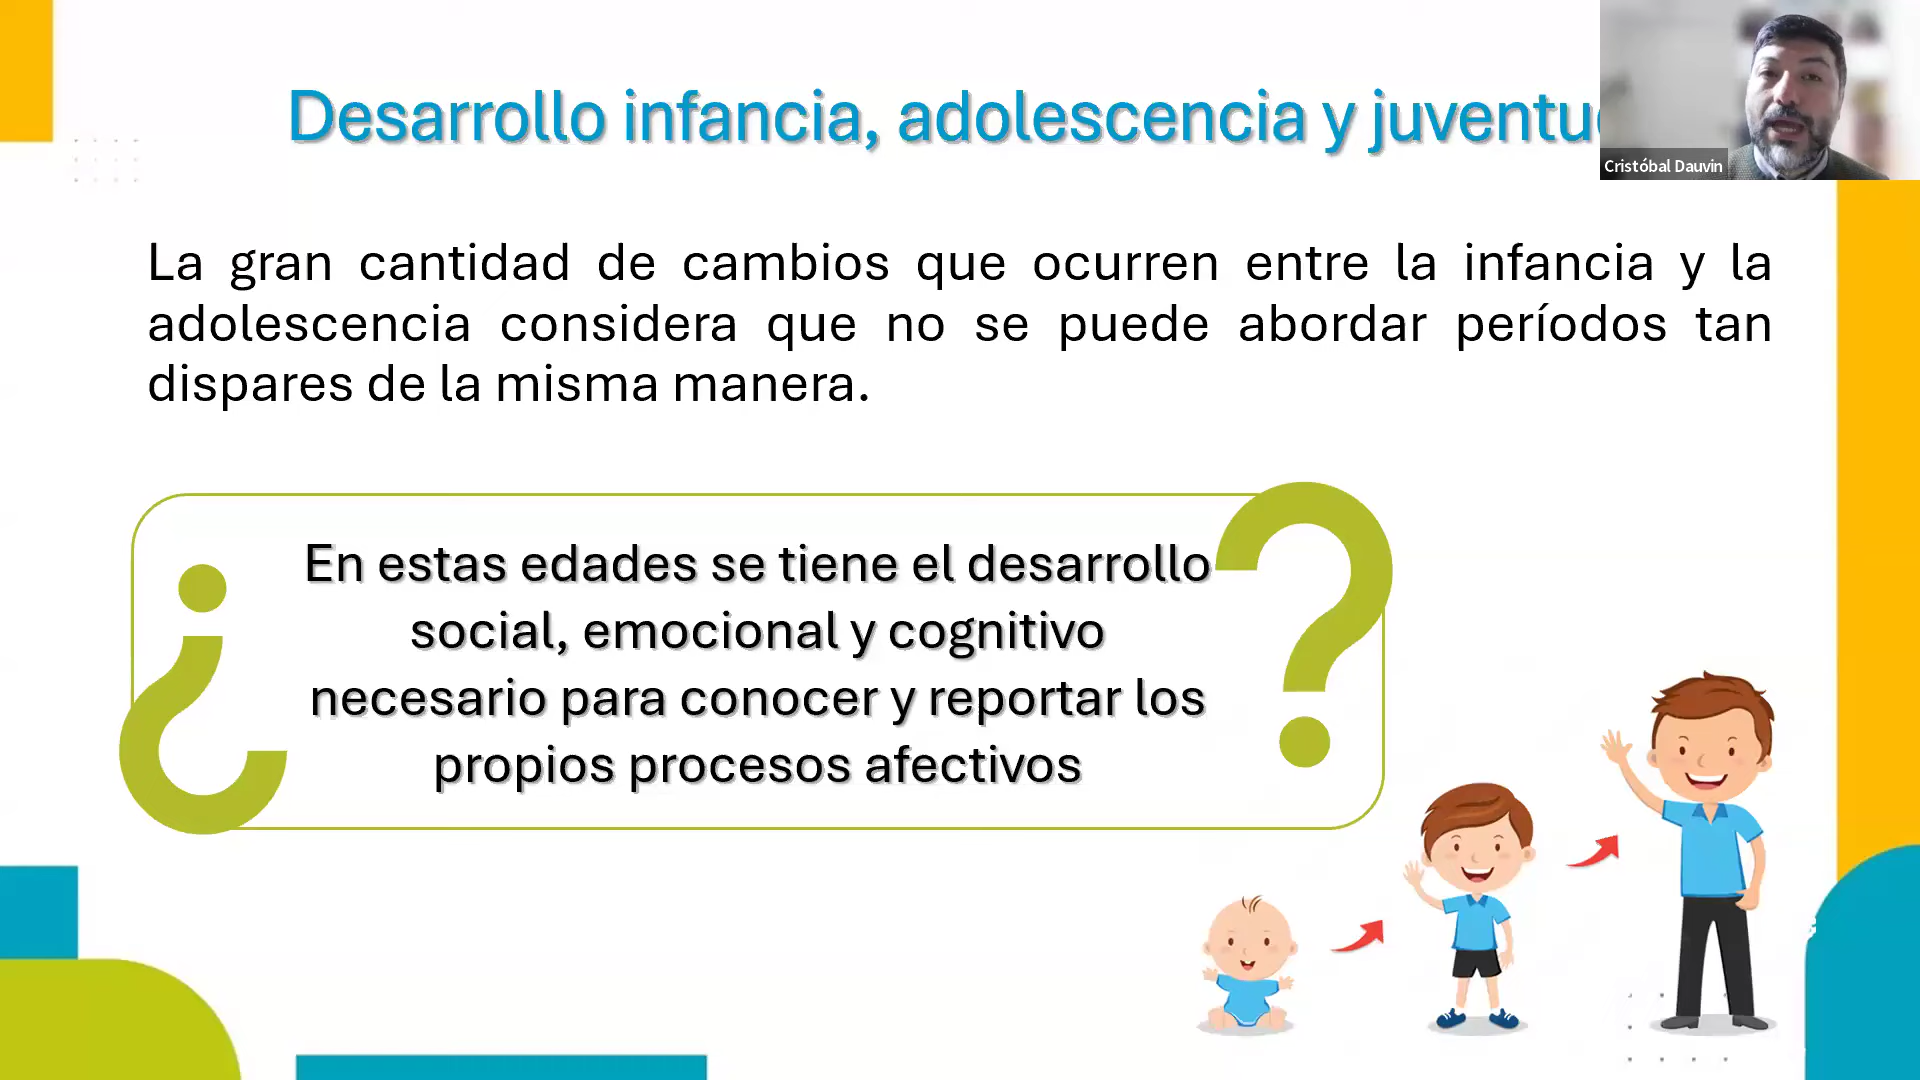 Desarrollo infancia, adolescencia y
Cristóbal Dauvin
La gran cantidad de cambios que ocurren entre la infancia y la
adolescencia considera que no se puede abordar períodos tan
dispares de la misma manera.
¿
En estas edades se tiene el desarrollo
social, emocional y cognitivo
necesario para conocer y reportar los
propios procesos afectivos
?